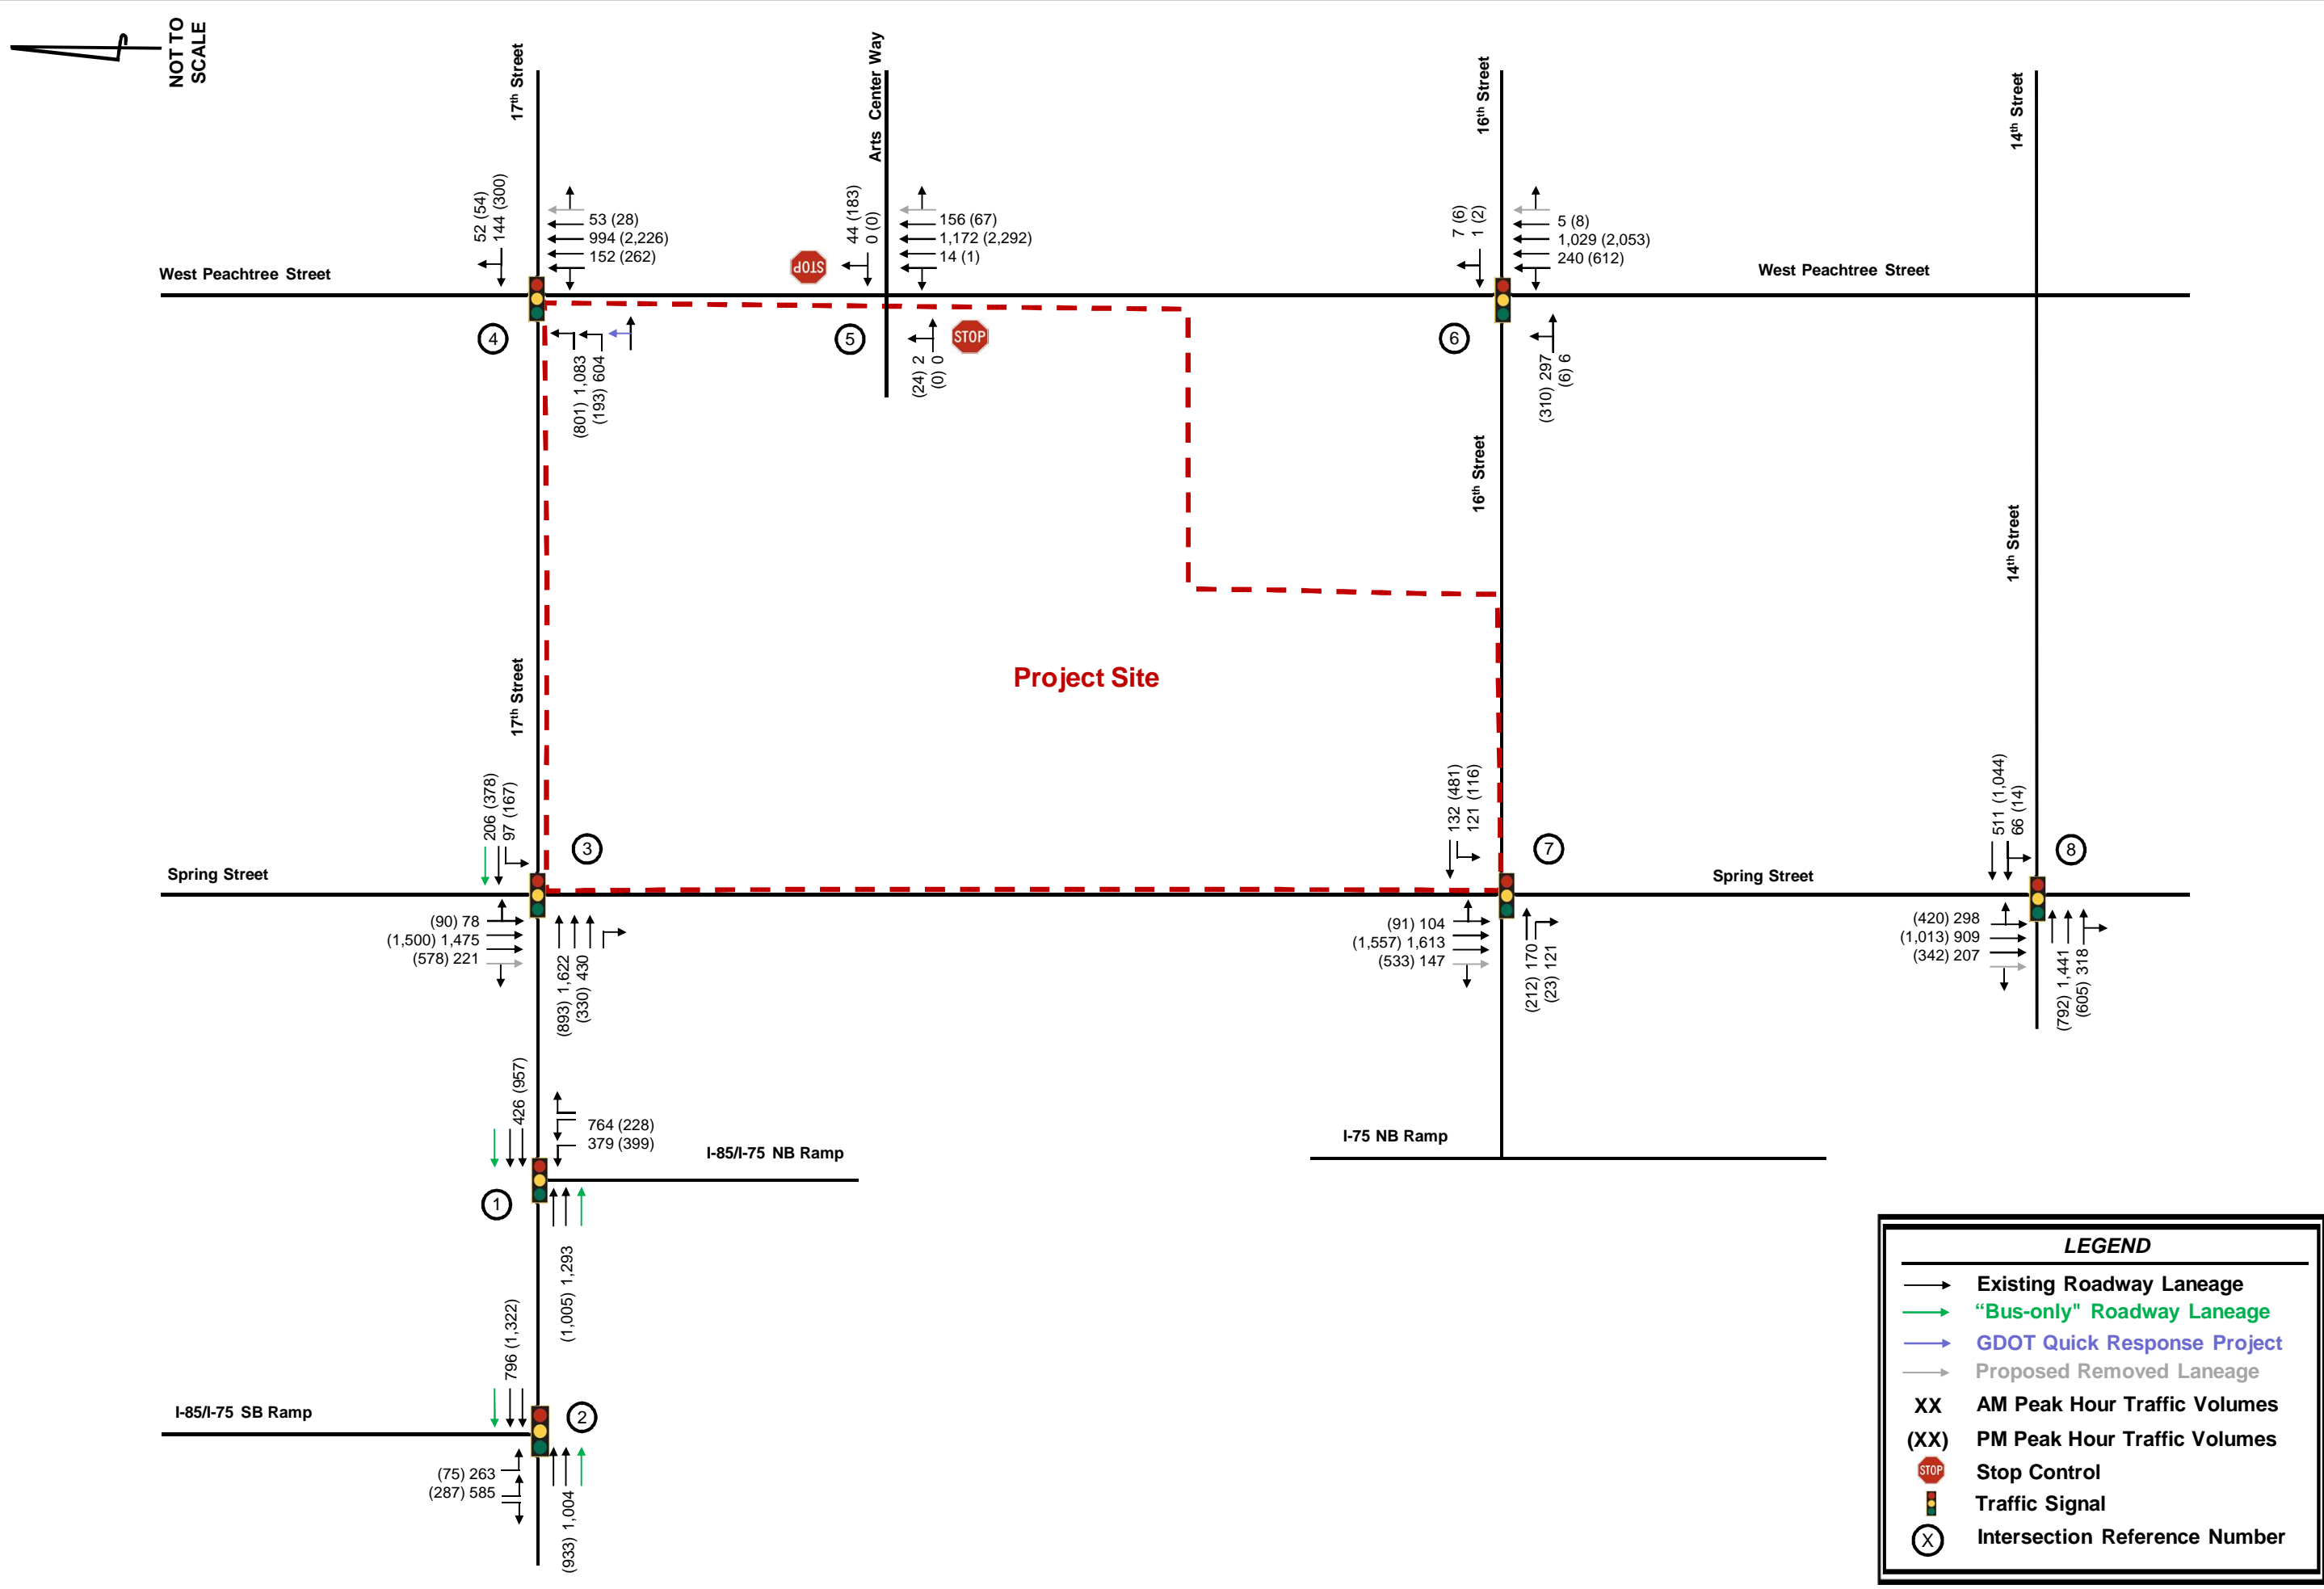 NOT TO
SCALE
17th Street
Arts Center Way
16th Street
14th Street
52 (54)
144 (300)
53 (28)
994 (2,226)
152 (262)
44 (183)
0 (0)
156 (67)
1,172 (2,292)
14 (1)
7 (6)
1 (2)
5 (8)
1,029 (2,053)
240 (612)
West Peachtree Street
STOP
West Peachtree Street
4
(801) 1,083
(193) 604
5
(24) 2
(0) 0
STOP
6
(310) 297
(6) 6
16th Street
14th Street
17th Street
Project Site
206 (378)
97 (167)
3
132 (481)
121 (116)
7
511 (1,044)
66 (14)
8
Spring Street
Spring Street
(90) 78
(1,500) 1,475
(578) 221
(893) 1,622
(330) 430
(91) 104
(1,557) 1,613
(533) 147
(212) 170
(23) 121
(420) 298
(1,013) 909
(342) 207
(792) 1,441
(605) 318
426 (957)
764 (228)
379 (399)
I-85/I-75 NB Ramp
I-75 NB Ramp
1
(1,005) 1,293
796 (1,322)
I-85/I-75 SB Ramp
2
(75) 263
(287) 585
(933) 1,004
LEGEND
Existing Roadway Laneage
“Bus-only" Roadway Laneage
GDOT Quick Response Project
Proposed Removed Laneage
XX AM Peak Hour Traffic Volumes
(XX) PM Peak Hour Traffic Volumes
STOP Stop Control
Traffic Signal
X Intersection Reference Number